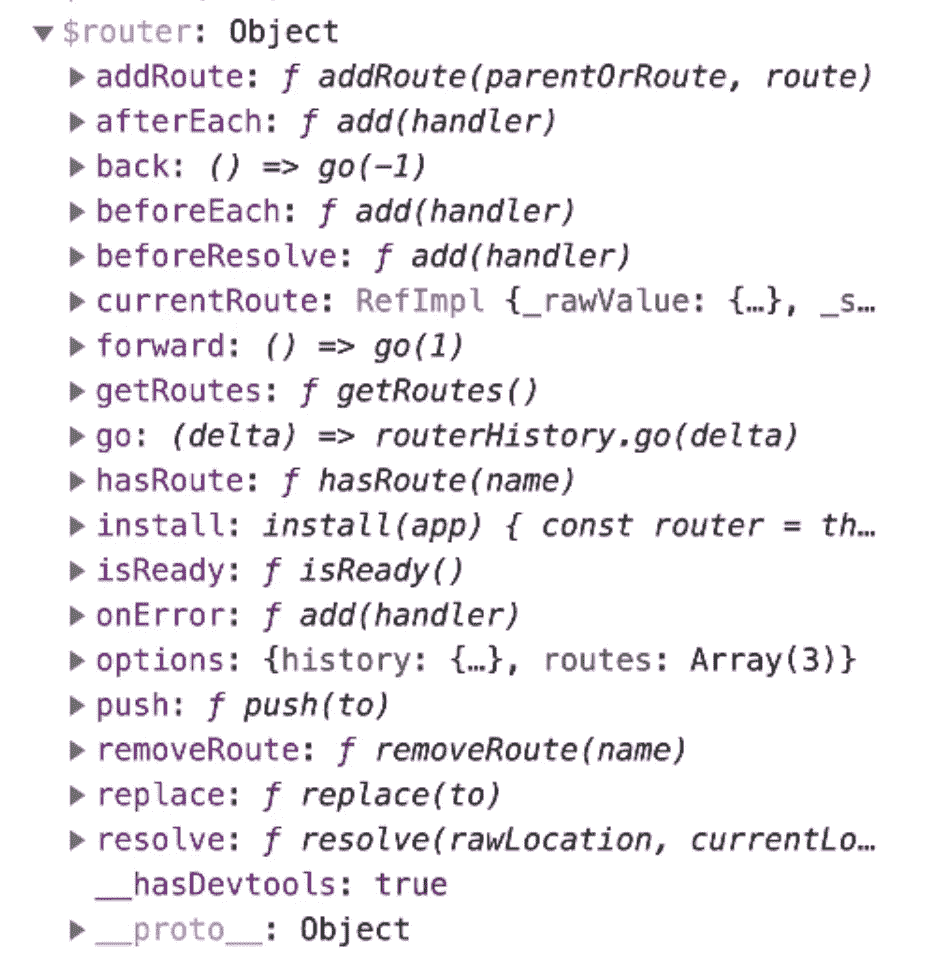 ▼ $router: Object
▶ addRoute: ƒ addRoute(parentOrRoute, route)
▶ afterEach: ƒ add(handler)
▶ back: () => go(-1)
▶ beforeEach: ƒ add(handler)
▶ beforeResolve: ƒ add(handler)
▶ currentRoute: RefImpl {_rawValue: {…}, _s…
▶ forward: () => go(1)
▶ getRoutes: ƒ getRoutes()
▶ go: (delta) => routerHistory.go(delta)
▶ hasRoute: ƒ hasRoute(name)
▶ install: install(app) { const router = th…
▶ isReady: ƒ isReady()
▶ onError: ƒ add(handler)
▶ options: {history: {…}, routes: Array(3)}
▶ push: ƒ push(to)
▶ removeRoute: ƒ removeRoute(name)
▶ replace: ƒ replace(to)
▶ resolve: ƒ resolve(rawLocation, currentLo…
__hasDevtools: true
▶ __proto__: Object